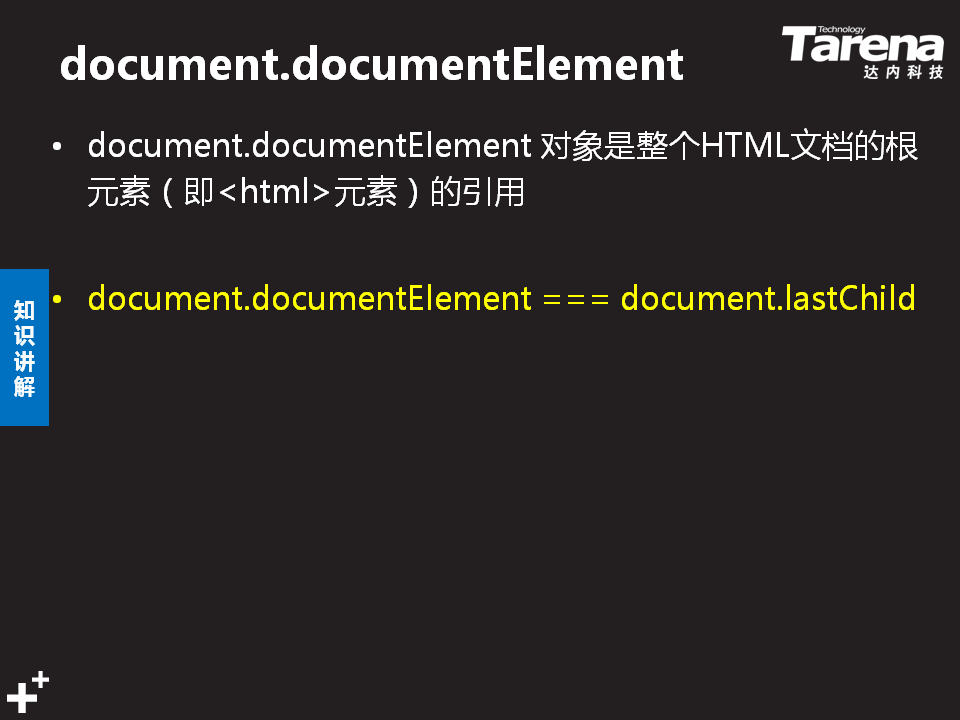 document.documentElement
Technology
Tarena
达内科技
• document.documentElement 对象是整个HTML文档的根
元素（即<html>元素）的引用
• document.documentElement === document.lastChild
知
识
讲
解